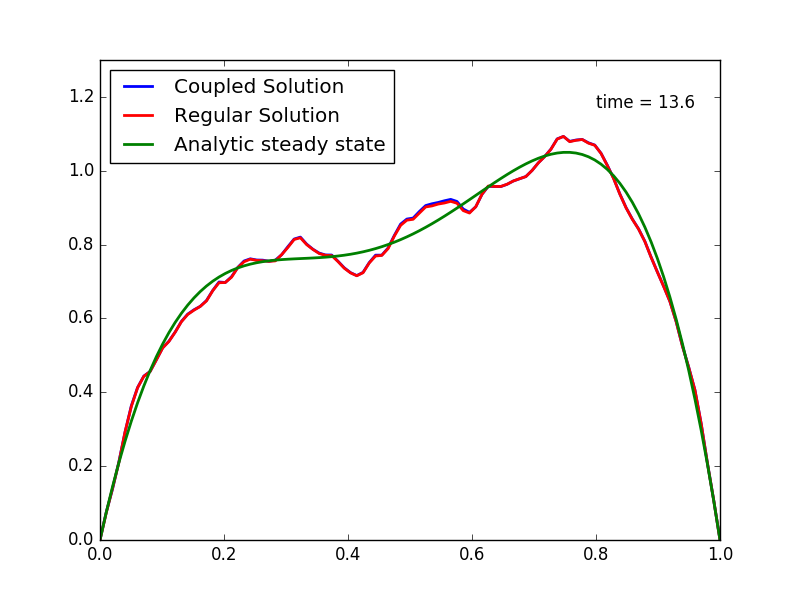 Coupled Solution
Regular Solution
Analytic steady state
time = 13.6
1.2
1.0
0.8
0.6
0.4
0.2
0.0
0.0 0.2 0.4 0.6 0.8 1.0